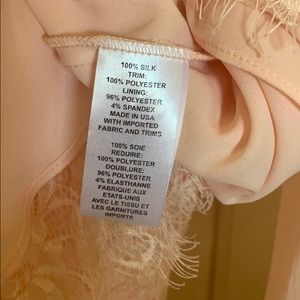 100% SILK
TRIM:
100% POLYESTER
LINING:
96% POLYESTER
4% SPANDEX
MADE IN USA
WITH IMPORTED
FABRIC AND TRIMS
100% SOIE
REDUIRE:
100% POLYESTER
DOUBLURE:
96% POLYESTER
4% ELASTHANNE
FABRIQUE AUX
ETATS-UNIS
AVEC LE TISSU ET
LES GARNITURES
IMPORTE